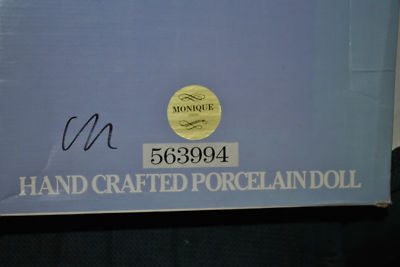 MONIQUE
563994
HAND CRAFTED PORCELAIN DOLL